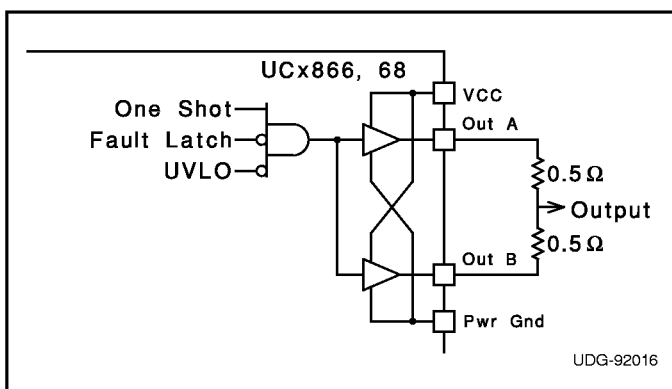 UCx866, 68
VCC
One Shot
Out A
Fault Latch
0.5 Ω
UVLO
Output
0.5 Ω
Out B
Pwr Gnd
UDG-92016